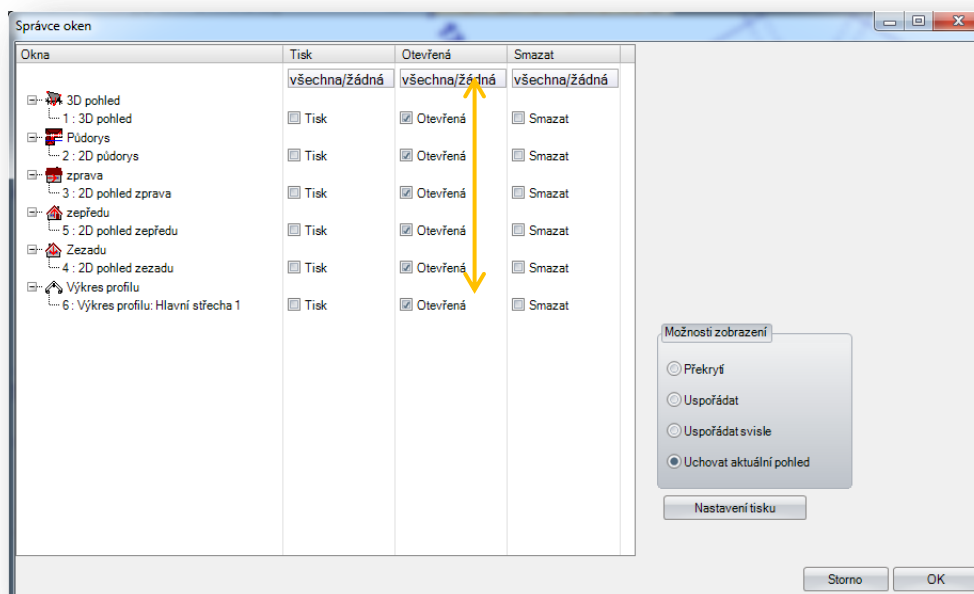 Správce oken
Okna Tisk Otevřená Smazat
všechna/žádná všechna/žádná všechna/žádná
3D pohled
1 : 3D pohled Tisk Otevřená Smazat
Půdorys
2 : 2D půdorys Tisk Otevřená Smazat
zprava
3 : 2D pohled zprava Tisk Otevřená Smazat
zepředu
5 : 2D pohled zepředu Tisk Otevřená Smazat
Zezadu
4 : 2D pohled zezadu Tisk Otevřená Smazat
Výkres profilu
6 : Výkres profilu: Hlavní střecha 1 Tisk Otevřená Smazat
Možnosti zobrazení
Překrytí
Uspořádat
Uspořádat svisle
Uchovat aktuální pohled
Nastavení tisku
Storno OK